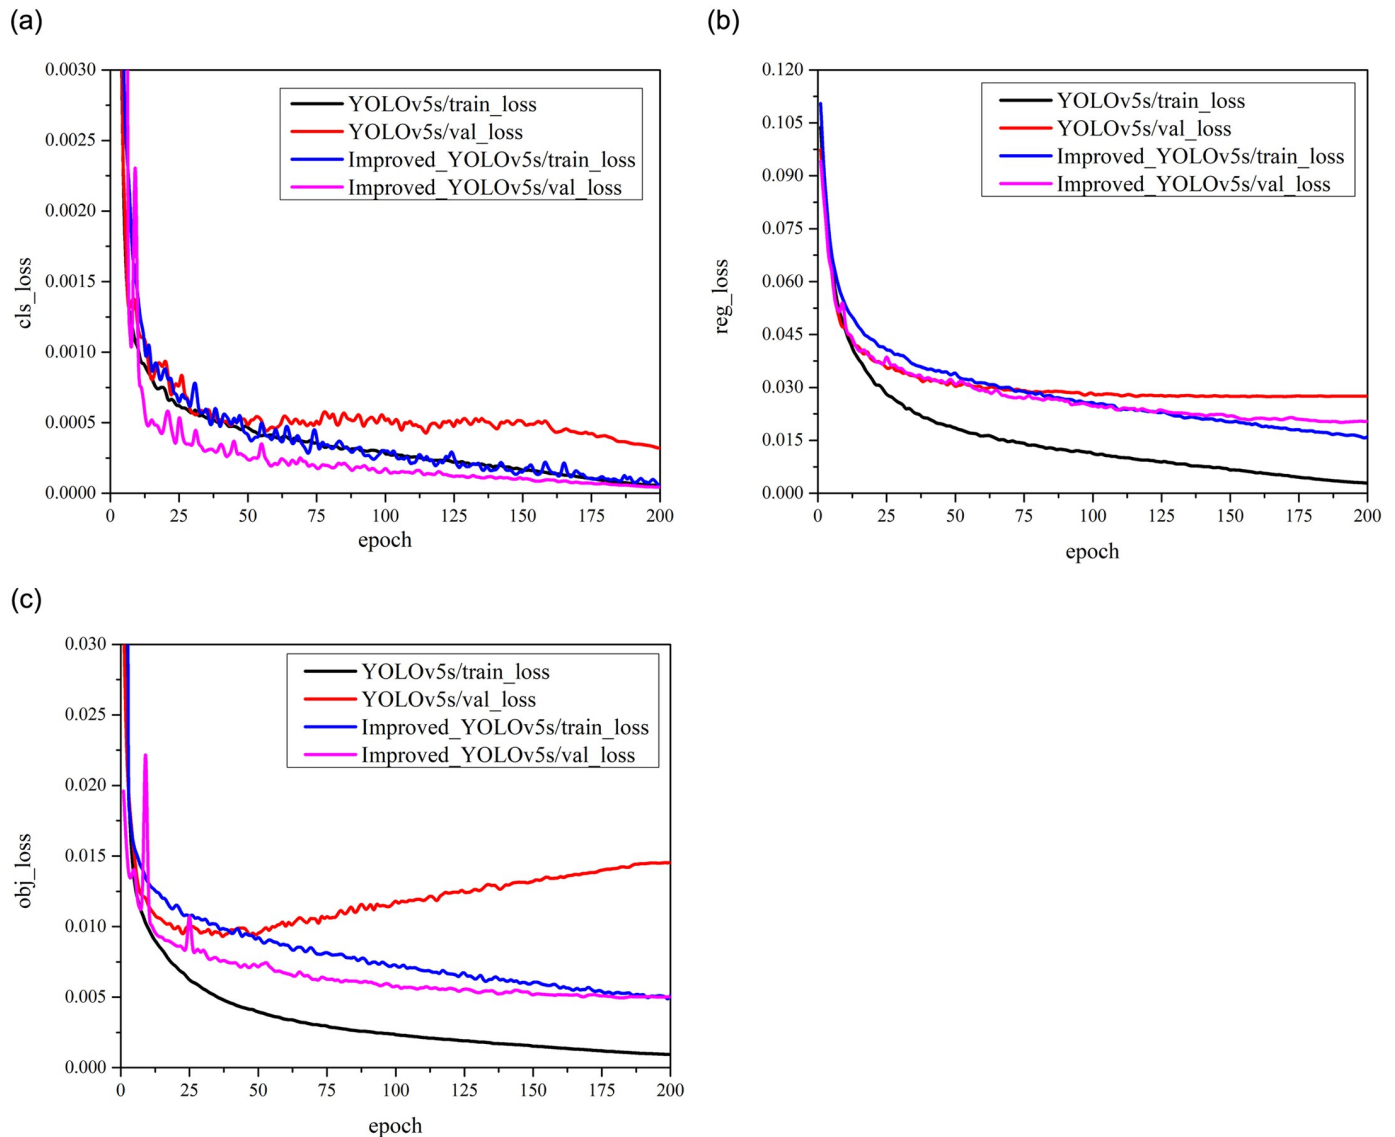 (a)
0.0030
0.0025
0.0020
0.0015
0.0010
0.0005
0.0000
cls_loss
YOLOv5s/train_loss
YOLOv5s/val_loss
Improved_YOLOv5s/train_loss
Improved_YOLOv5s/val_loss
0 25 50 75 100 125 150 175 200
epoch
(b)
0.120
0.105
0.090
0.075
0.060
0.045
0.030
0.015
0.000
reg_loss
YOLOv5s/train_loss
YOLOv5s/val_loss
Improved_YOLOv5s/train_loss
Improved_YOLOv5s/val_loss
0 25 50 75 100 125 150 175 200
epoch
(c)
0.030
0.025
0.020
0.015
0.010
0.005
0.000
obj_loss
YOLOv5s/train_loss
YOLOv5s/val_loss
Improved_YOLOv5s/train_loss
Improved_YOLOv5s/val_loss
0 25 50 75 100 125 150 175 200
epoch